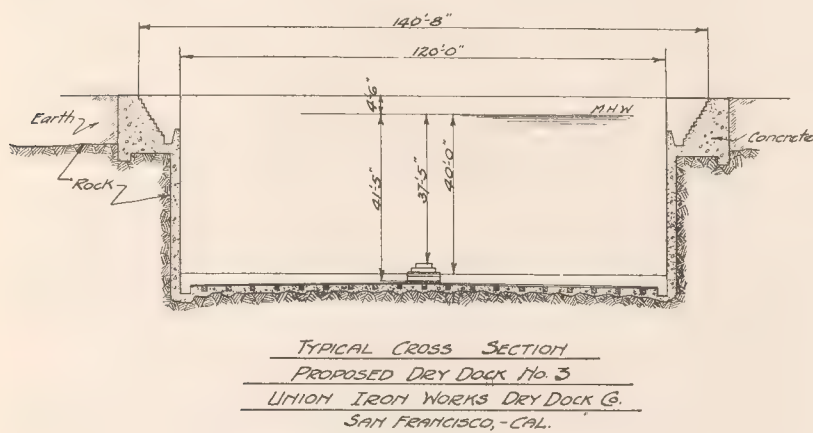 140'-8"
120'-0"
4'6"
M.H.W.
Earth
Concrete
Rock
41'-5"
37'-5"
40'-0"
TYPICAL CROSS SECTION
PROPOSED DRY DOCK No. 3
UNION IRON WORKS DRY DOCK Co.
SAN FRANCISCO,-CAL.